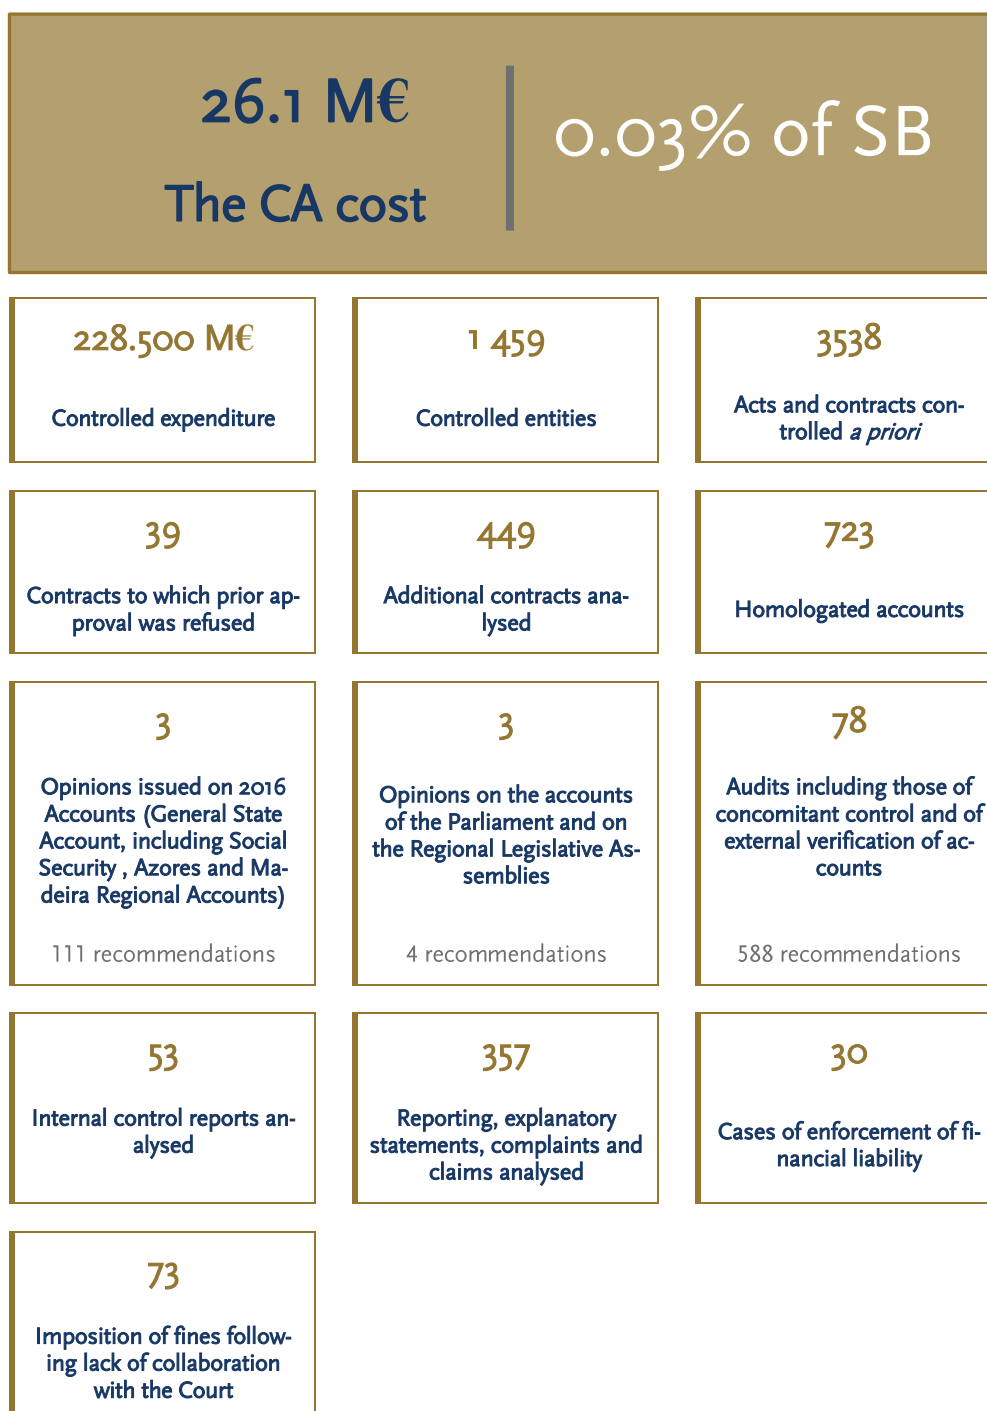 26.1 M€
The CA cost
0.03% of SB
228.500 M€
Controlled expenditure
1 459
Controlled entities
3538
Acts and contracts con-
trolled a priori
39
Contracts to which prior ap-
proval was refused
449
Additional contracts ana-
lysed
723
Homologated accounts
3
Opinions issued on 2016
Accounts (General State
Account, including Social
Security , Azores and Ma-
deira Regional Accounts)
111 recommendations
3
Opinions on the accounts
of the Parliament and on
the Regional Legislative As-
semblies
4 recommendations
78
Audits including those of
concomitant control and of
external verification of ac-
counts
588 recommendations
53
Internal control reports an-
alysed
357
Reporting, explanatory
statements, complaints and
claims analysed
30
Cases of enforcement of fi-
nancial liability
73
Imposition of fines follow-
ing lack of collaboration
with the Court